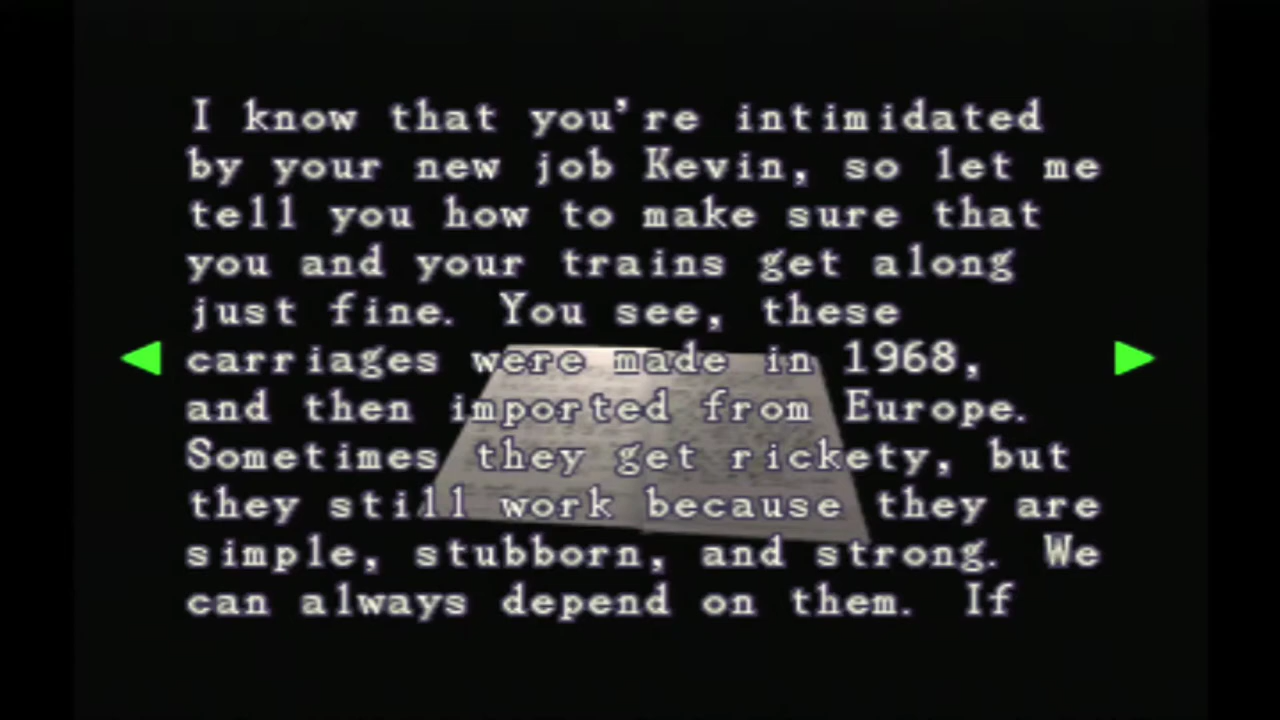 I know that you're intimidated
by your new job Kevin, so let me
tell you how to make sure that
you and your trains get along
just fine. You see, these
carriages were made in 1968,
and then imported from Europe.
Sometimes they get rickety, but
they still work because they are
simple, stubborn, and strong. We
can always depend on them. If